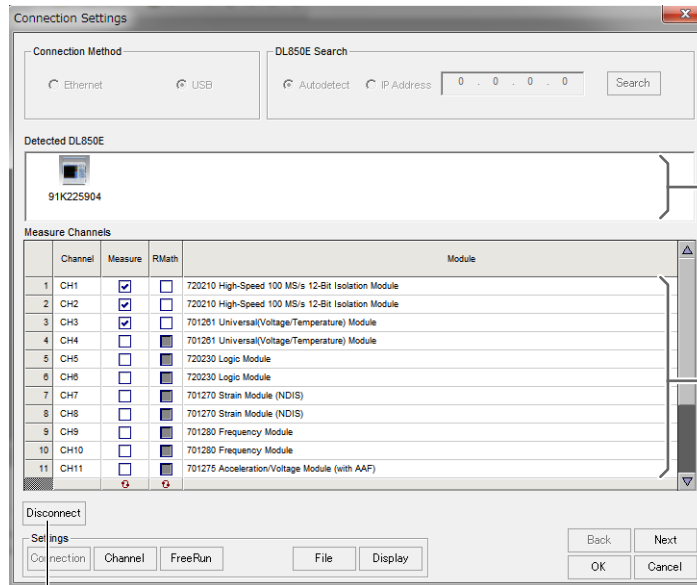 Connection Settings
Connection Method
DL850E Search
Ethernet
USB
Autodetect
IP Address
0 . 0 . 0 . 0
Search
Detected DL850E
91K225904
Measure Channels
Channel Measure RMath Module
1 CH1 720210 High-Speed 100 MS/s 12-Bit Isolation Module
2 CH2 720210 High-Speed 100 MS/s 12-Bit Isolation Module
3 CH3 701261 Universal(Voltage/Temperature) Module
4 CH4 701261 Universal(Voltage/Temperature) Module
5 CH5 720230 Logic Module
6 CH6 720230 Logic Module
7 CH7 701270 Strain Module (NDIS)
8 CH8 701270 Strain Module (NDIS)
9 CH9 701280 Frequency Module
10 CH10 701280 Frequency Module
11 CH11 701275 Acceleration/Voltage Module (with AAF)
Disconnect
Settings
Connection Channel FreeRun File Display
Back Next
OK Cancel